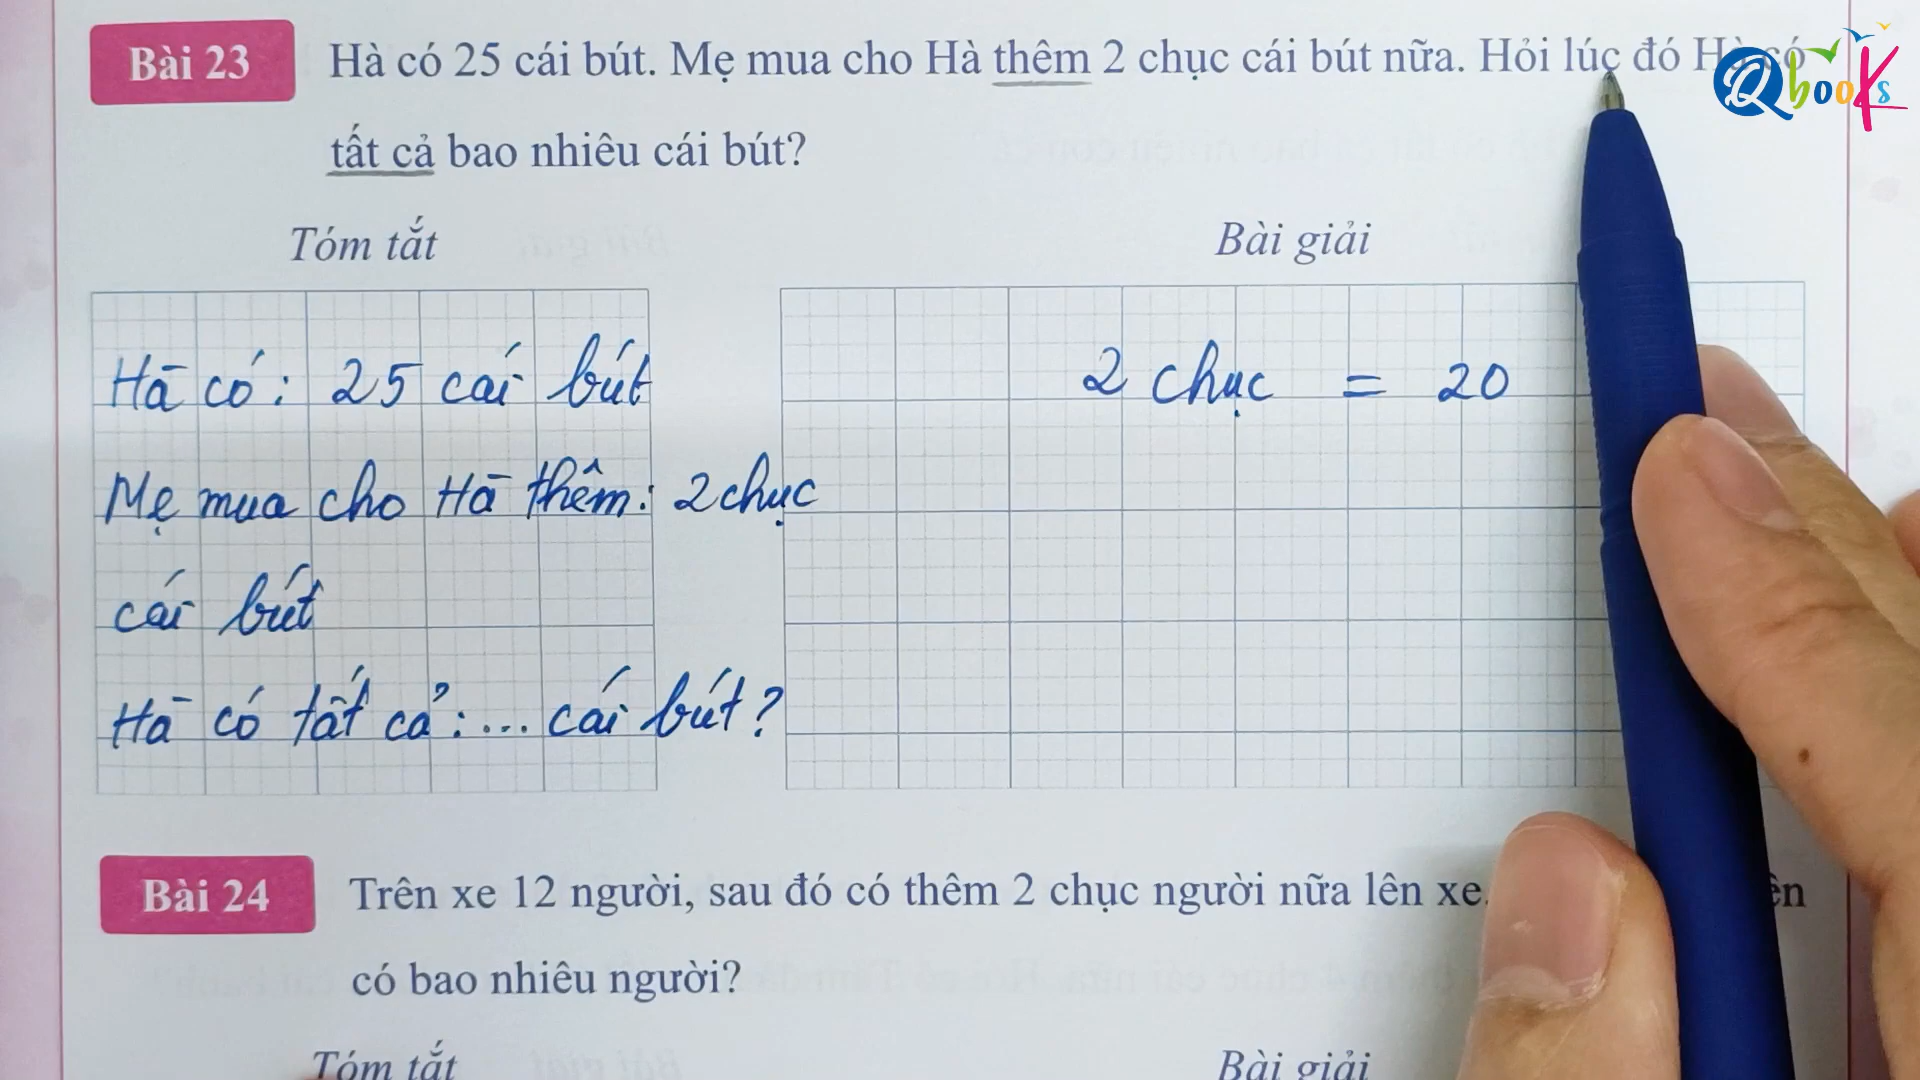 Bài 23 Hà có 25 cái bút. Mẹ mua cho Hà thêm 2 chục cái bút nữa. Hỏi lúc đó Hà có
Qbooks
tất cả bao nhiêu cái bút?
Tóm tắt Bài giải
Hà có: 25 cái bút
2 chục = 20
Mẹ mua cho Hà thêm: 2 chục
cái bút
Hà có tất cả: ... cái bút?
Bài 24 Trên xe 12 người, sau đó có thêm 2 chục người nữa lên xe.
có bao nhiêu người?
Tóm tắt Bài giải